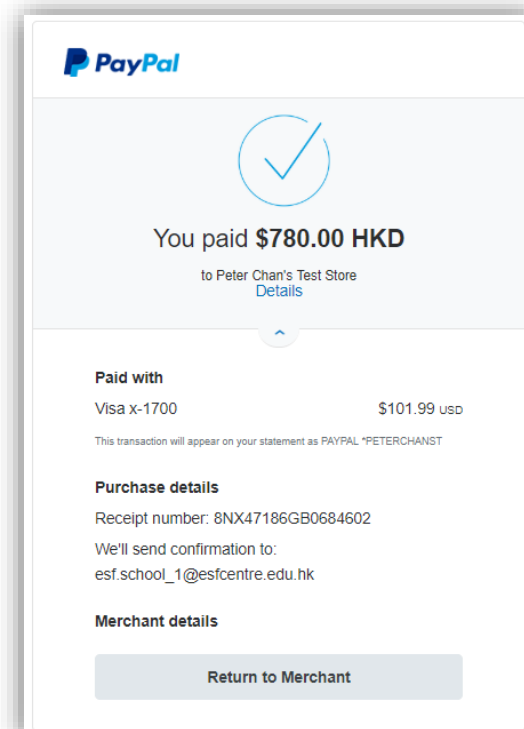 PayPal
You paid $780.00 HKD
to Peter Chan's Test Store
Details
Paid with
Visa x-1700 $101.99 USD
This transaction will appear on your statement as PAYPAL *PETERCHANST
Purchase details
Receipt number: 8NX47186GB0684602
We'll send confirmation to:
esf.school_1@esfcentre.edu.hk
Merchant details
Return to Merchant